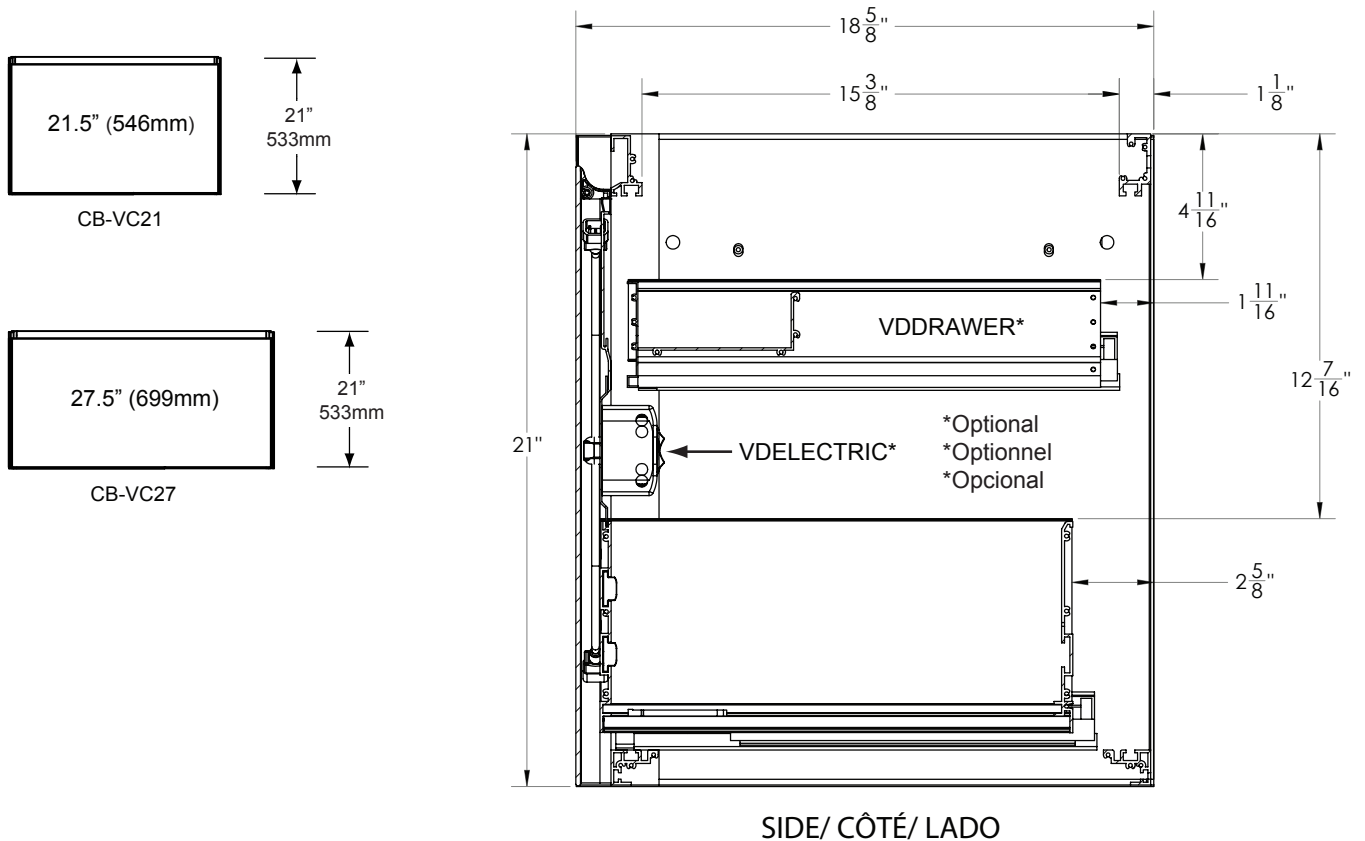 21.5” (546mm)
21”
533mm
CB-VC21
27.5” (699mm)
21”
533mm
CB-VC27
18 5/8"
15 3/8"
1 1/8"
4 11/16"
1 11/16"
VDDRAWER*
12 7/16"
21"
VDELECTRIC*
*Optional
*Optionnel
*Opcional
2 5/8"
SIDE/ CÔTÉ/ LADO